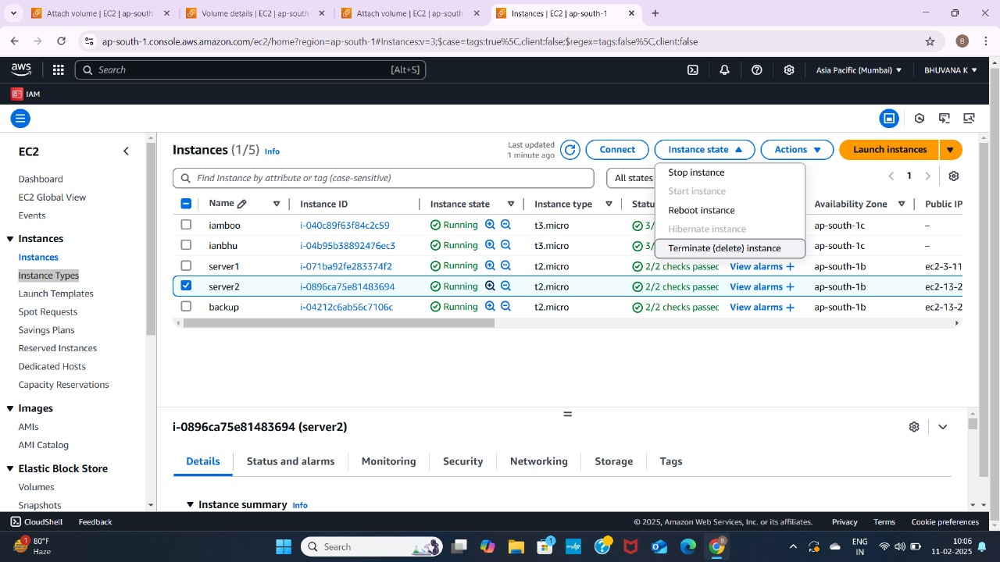 Attach volume | EC2 | ap-south
Volume details | EC2 | ap-south
Attach volume | EC2 | ap-south
Instances | EC2 | ap-south-1
ap-south-1.console.aws.amazon.com/ec2/home?region=ap-south-1#Instances:v=3;$case=tags:true%5C,client:false;$regex=tags:false%5C,client:false
B
aws
Search
[Alt+S]
Asia Pacific (Mumbai)
BHUVANA K
IAM
EC2
Dashboard
EC2 Global View
Events
Instances
Instances
Instance Types
Launch Templates
Spot Requests
Savings Plans
Reserved Instances
Dedicated Hosts
Capacity Reservations
Images
AMIs
AMI Catalog
Elastic Block Store
Volumes
Snapshots
Instances (1/5) Info
Last updated
1 minute ago
Connect
Instance state
Actions
Launch instances
Find Instance by attribute or tag (case-sensitive)
All states
1
Stop instance
Start instance
Reboot instance
Hibernate instance
Terminate (delete) instance
Name Instance ID Instance state Instance type Statu Availability Zone Public IP
iamboo i-040c89f63f84c2c59 Running t3.micro 3/ ap-south-1c –
ianbhu i-04b95b38892476ec3 Running t3.micro 3/ ap-south-1c –
server1 i-071ba92fe283374f2 Running t2.micro 2/2 checks passec View alarms + ap-south-1b ec2-3-11
server2 i-0896ca75e81483694 Running t2.micro 2/2 checks passec View alarms + ap-south-1b ec2-13-2
backup i-04212c6ab56c7106c Running t2.micro 2/2 checks passec View alarms + ap-south-1b ec2-13-2
i-0896ca75e81483694 (server2)
Details Status and alarms Monitoring Security Networking Storage Tags
Instance summary Info
CloudShell Feedback © 2025, Amazon Web Services, Inc. or its affiliates. Privacy Terms Cookie preferences
1
80°F
Haze
Search
1
B
ENG
IN
10:06
11-02-2025